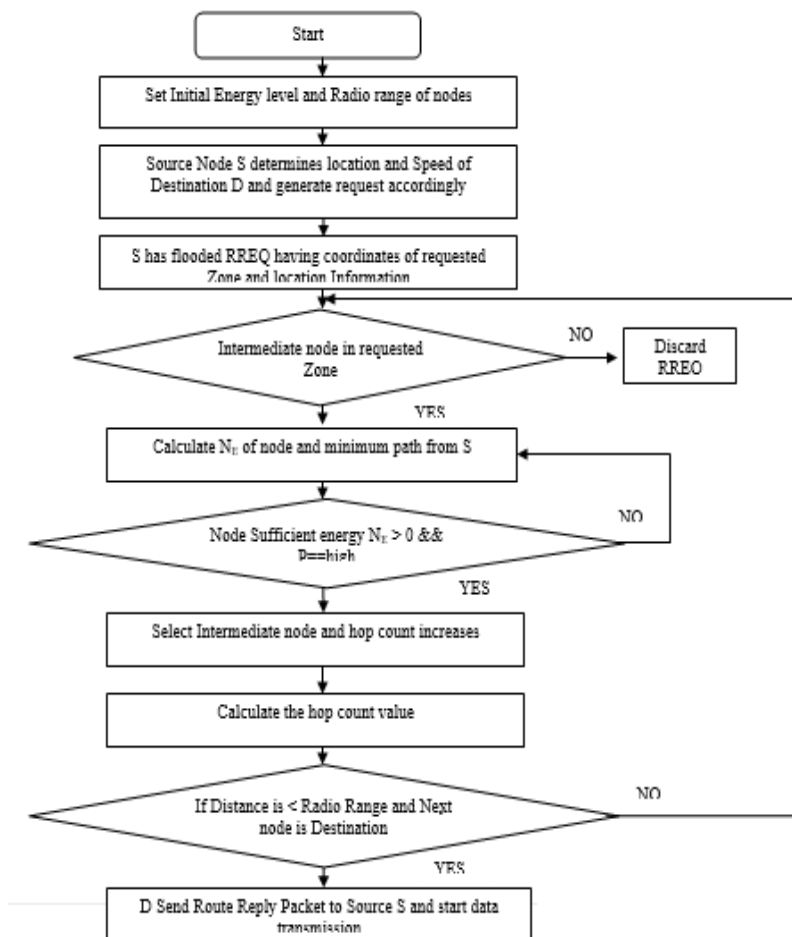 Start
Set Initial Energy level and Radio range of nodes
Source Node S determines location and Speed of
Destination D and generate request accordingly
S has flooded RREQ having coordinates of requested
Zone and location Information
Intermediate node in requested
Zone
NO
Discard
RREQ
YES
Calculate N_E of node and minimum path from S
Node Sufficient energy N_E > 0 &&
P==high
NO
YES
Select Intermediate node and hop count increases
Calculate the hop count value
If Distance is < Radio Range and Next
node is Destination
NO
YES
D Send Route Reply Packet to Source S and start data
transmission